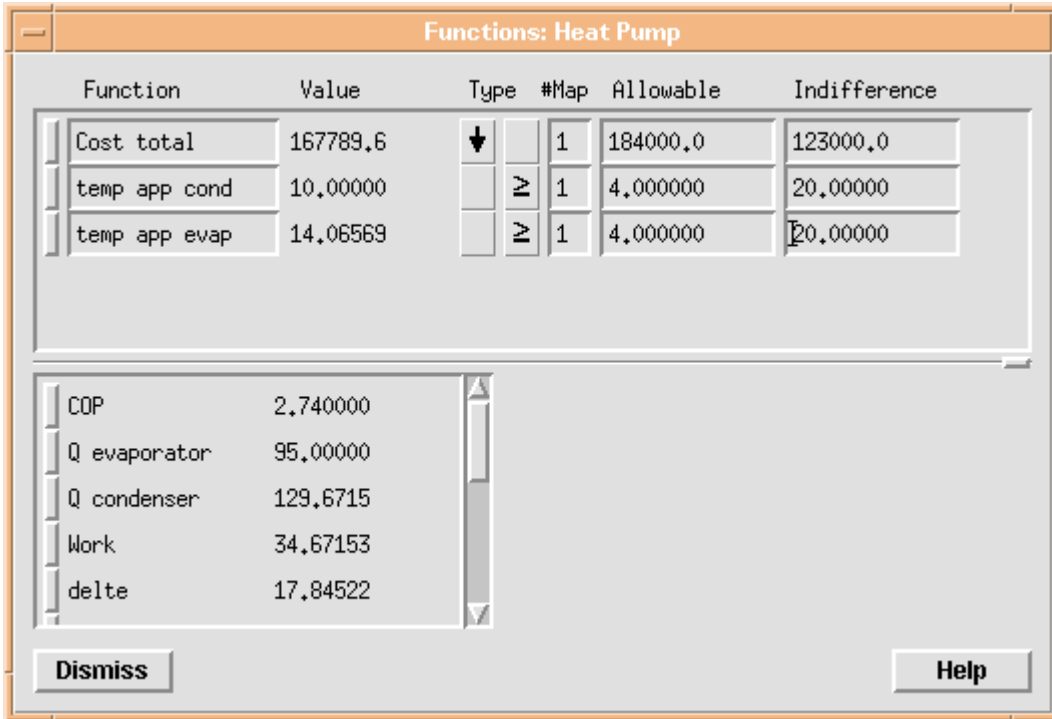 Functions: Heat Pump
Function Value Type #Map Allowable Indifference
Cost total 167789.6 1 184000.0 123000.0
temp app cond 10.00000 ≥ 1 4.000000 20.00000
temp app evap 14.06569 ≥ 1 4.000000 20.00000
COP 2.740000
Q evaporator 95.00000
Q condenser 129.6715
Work 34.67153
delte 17.84522
Dismiss Help